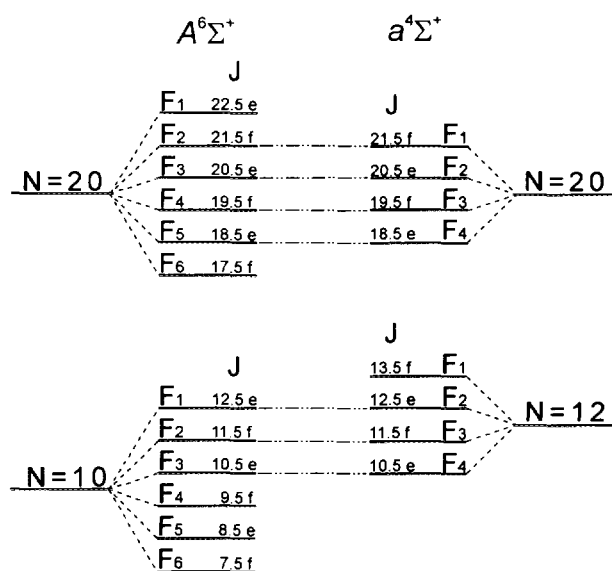 A⁶Σ⁺ a⁴Σ⁺
J
F₁ 22.5 e
J
F₂ 21.5 f 21.5 f F₁
F₃ 20.5 e 20.5 e F₂
N=20 N=20
F₄ 19.5 f 19.5 f F₃
F₅ 18.5 e 18.5 e F₄
F₆ 17.5 f
J
J
13.5 f F₁
F₁ 12.5 e 12.5 e F₂
N=12
F₂ 11.5 f 11.5 f F₃
F₃ 10.5 e 10.5 e F₄
N=10
F₄ 9.5 f
F₅ 8.5 e
F₆ 7.5 f